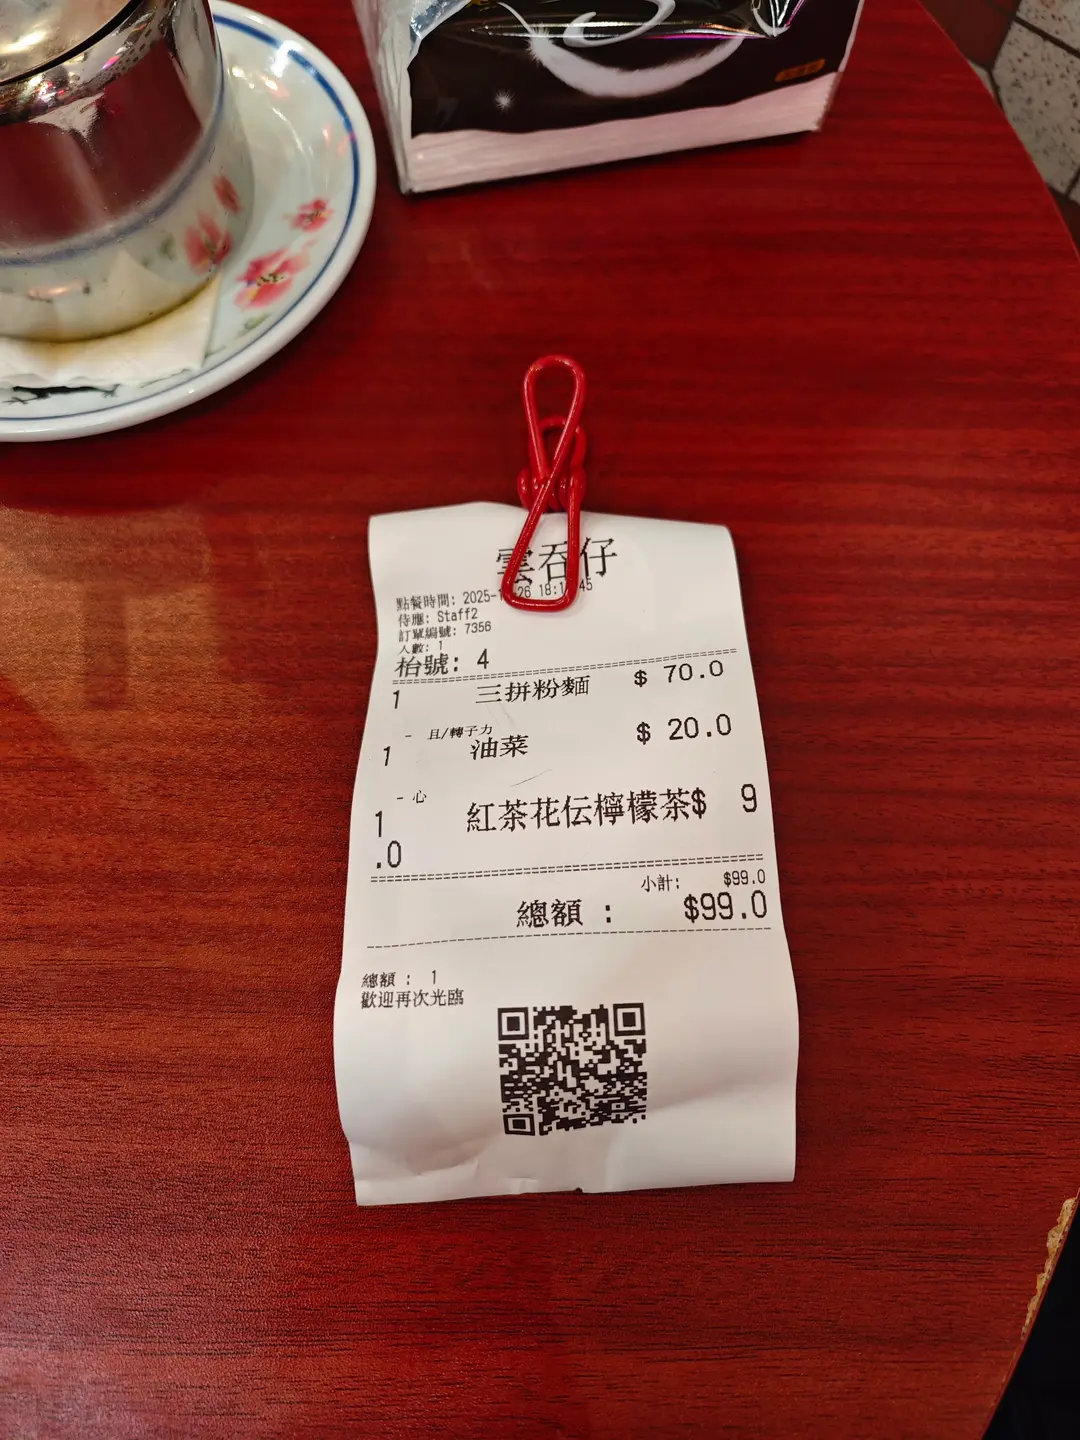 雲吞仔
點餐時間: 2025-1 26 18:1 45
侍應: Staff2
訂單編號: 7356
人數: 1
枱號: 4
1 三拼粉麵 $ 70.0
- 且/轉子力
1 油菜 $ 20.0
- 心
1 紅茶花伝檸檬茶$ 9
.0
小計: $99.0
總額 : $99.0
總額 : 1
歡迎再次光臨